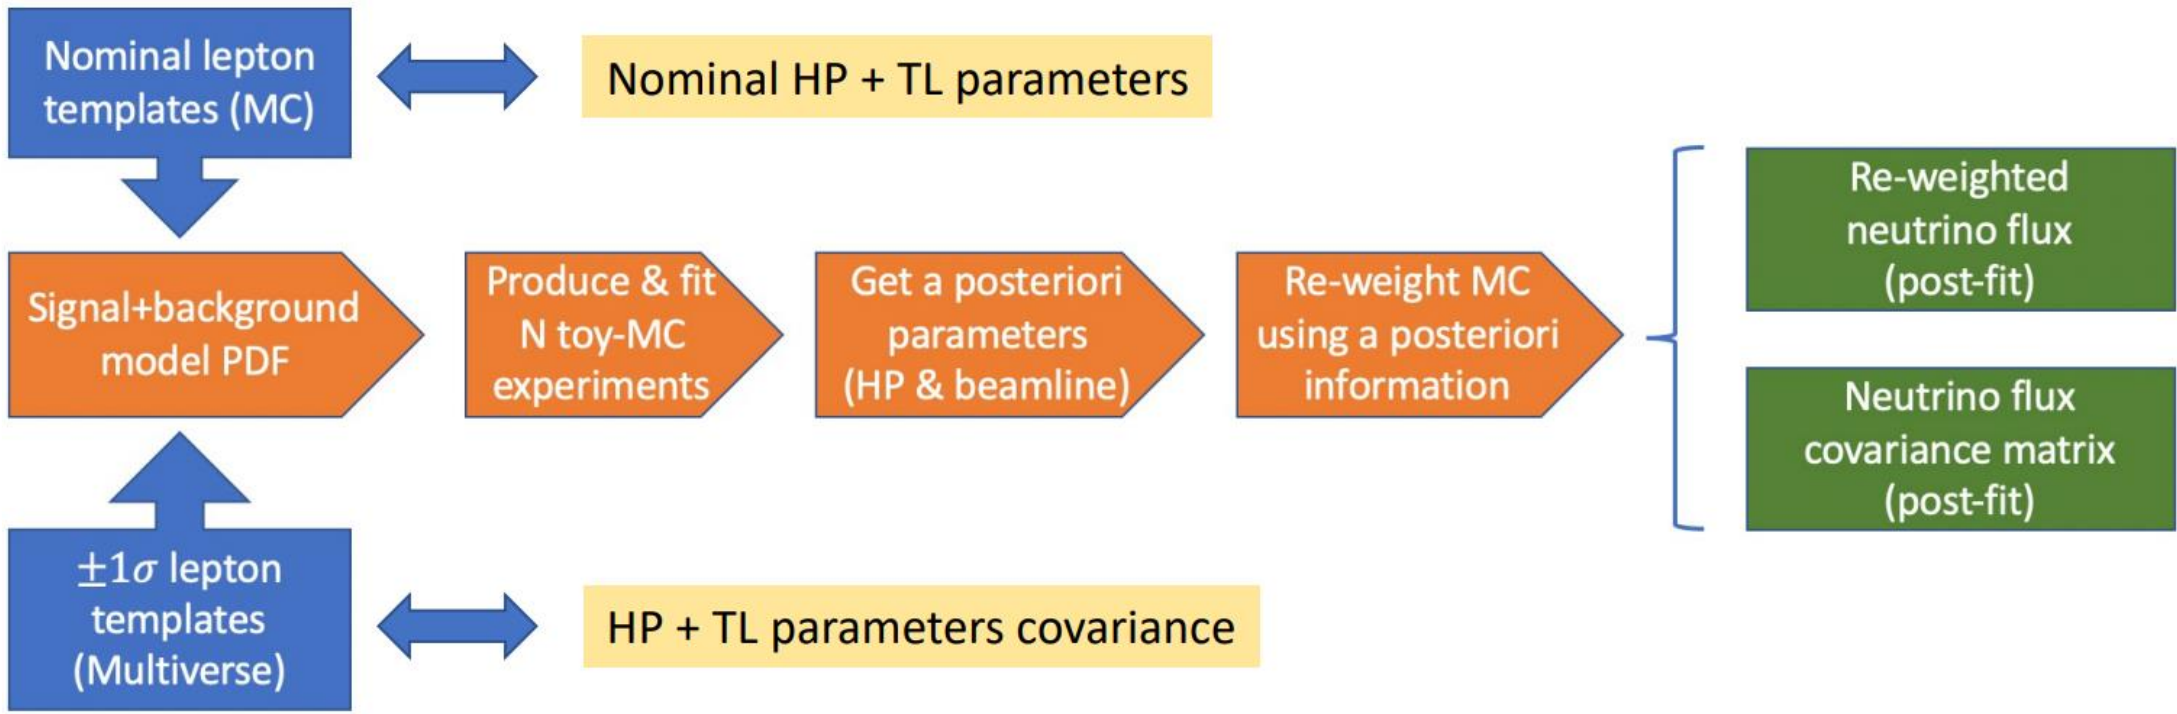 Nominal lepton
templates (MC)
Nominal HP + TL parameters
Signal+background
model PDF
Produce & fit
N toy-MC
experiments
Get a posteriori
parameters
(HP & beamline)
Re-weight MC
using a posteriori
information
Re-weighted
neutrino flux
(post-fit)
Neutrino flux
covariance matrix
(post-fit)
±1σ lepton
templates
(Multiverse)
HP + TL parameters covariance